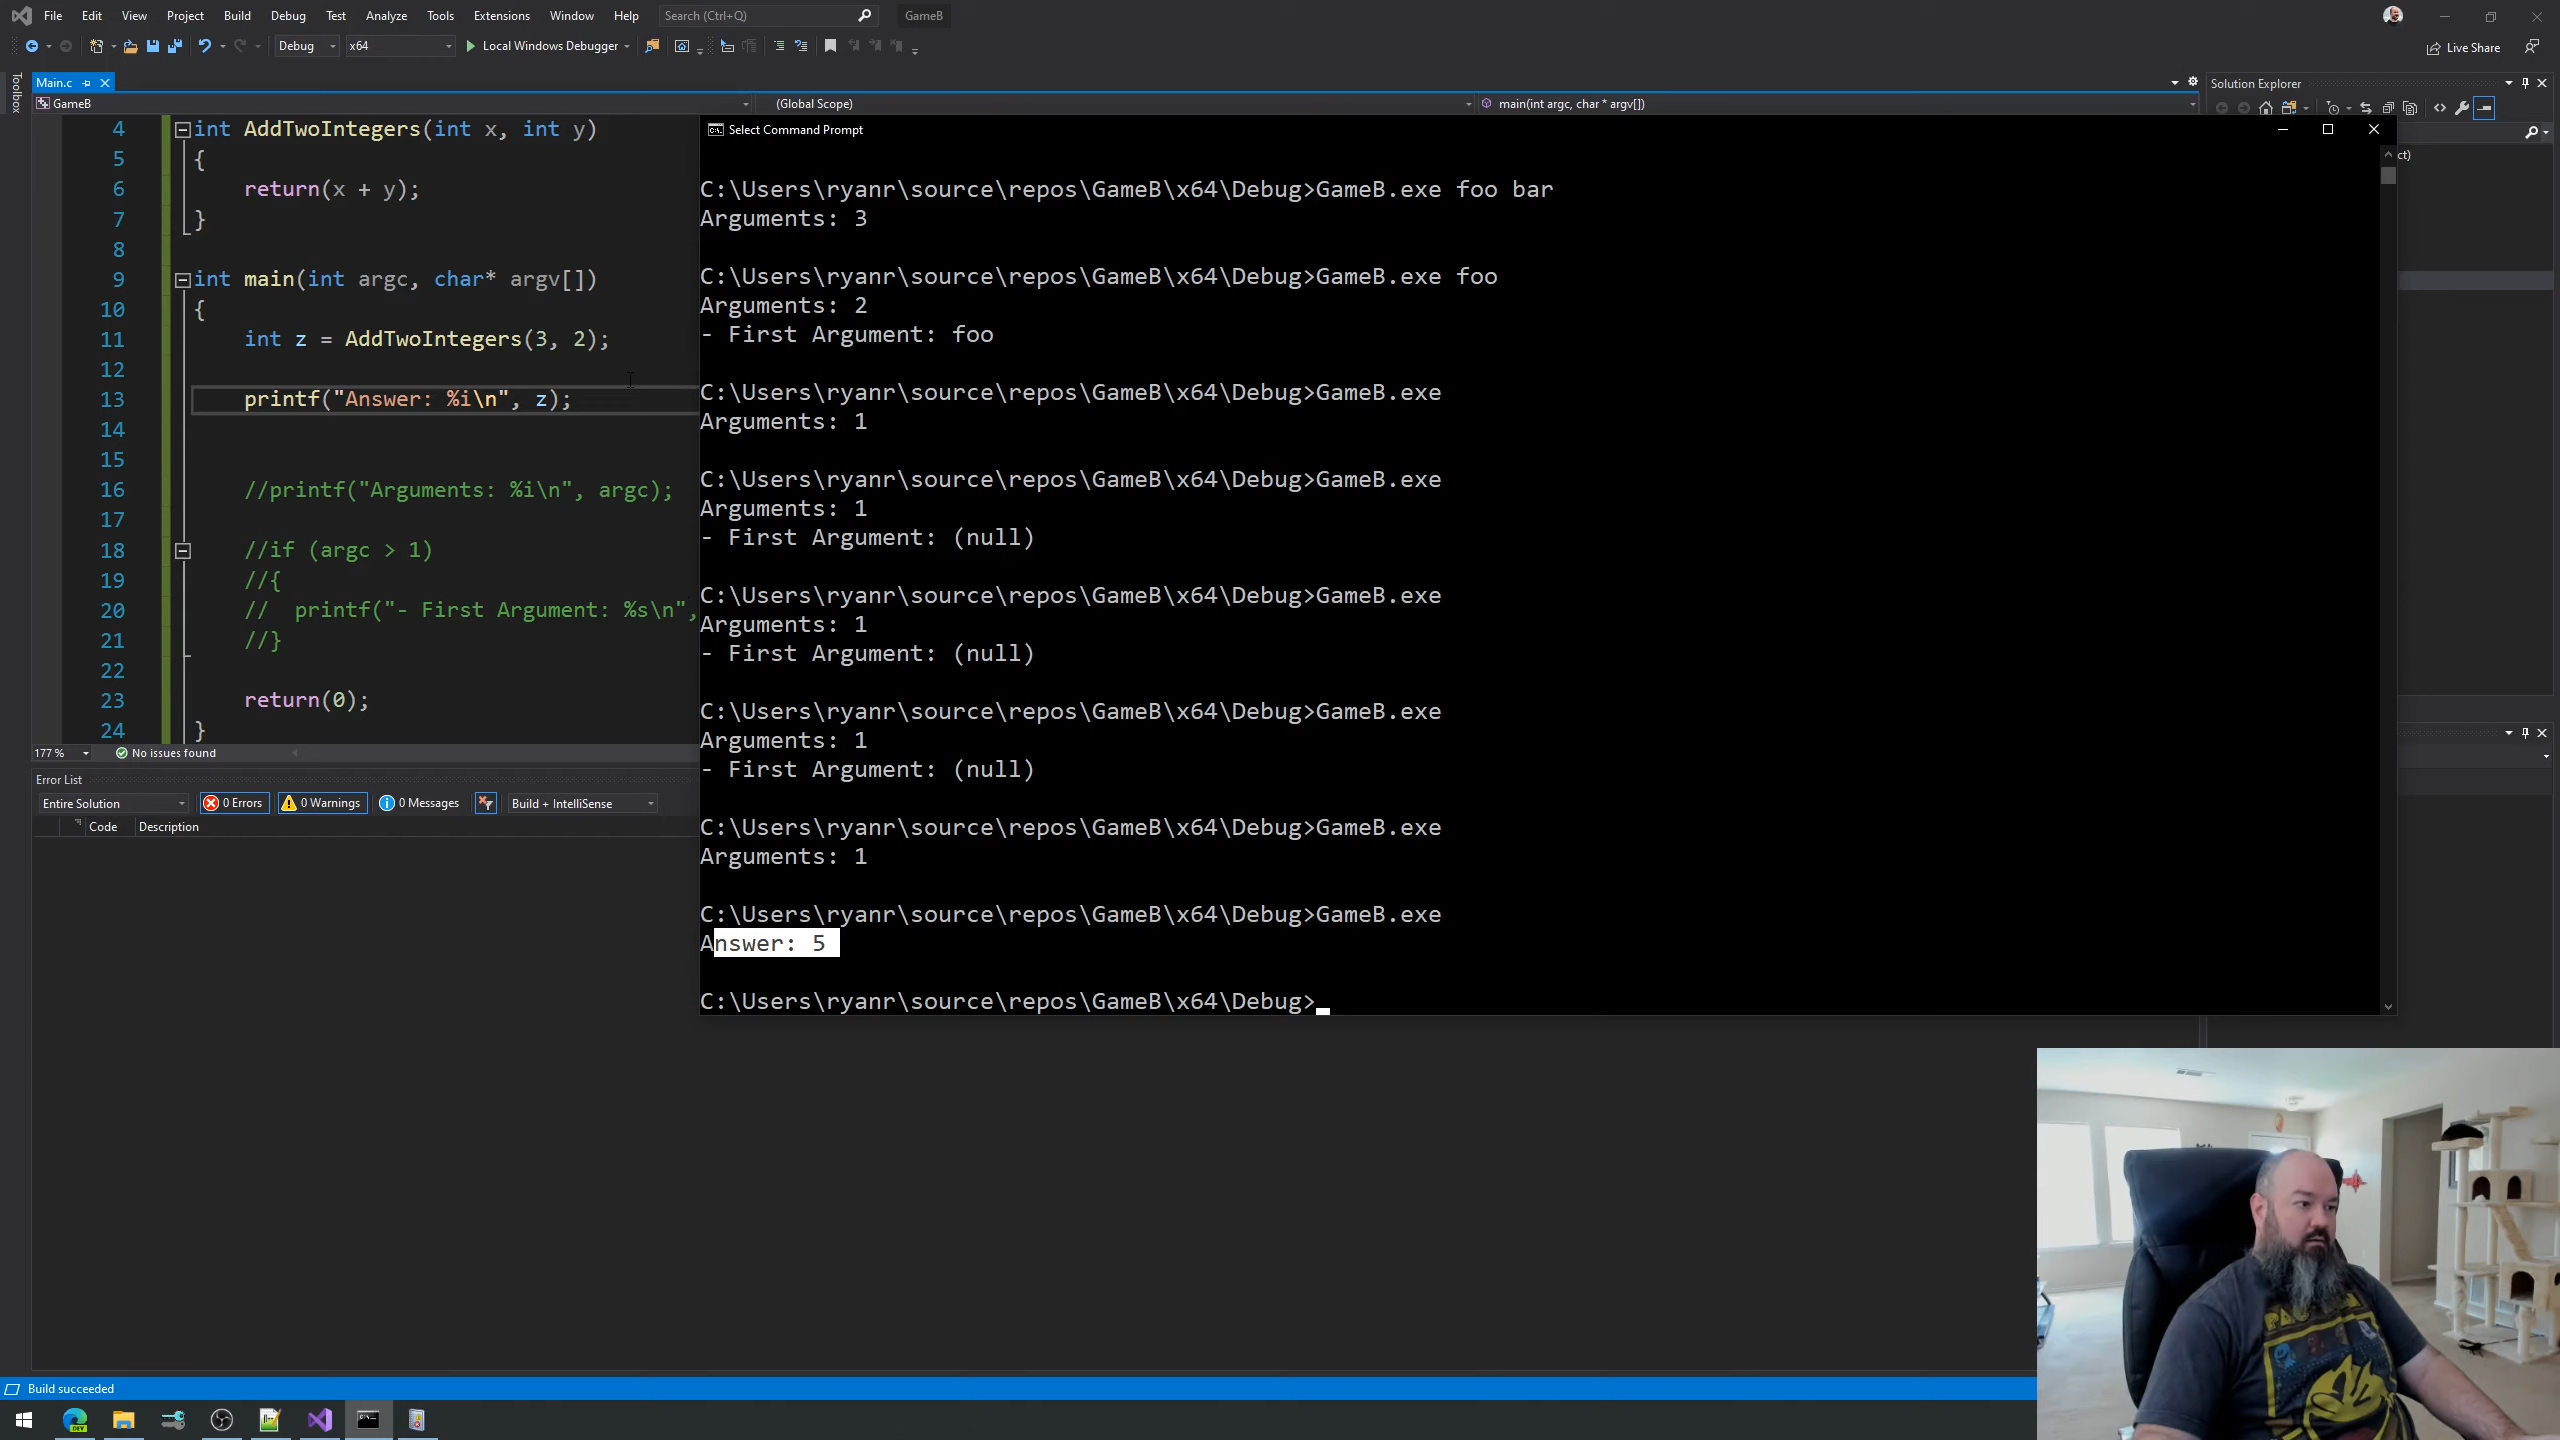 File Edit View Project Build Debug Test Analyze Tools Extensions Window Help Search (Ctrl+Q) GameB
Debug x64 Local Windows Debugger Live Share
Toolbox
Main.c
Solution Explorer
GameB (Global Scope) main(int argc, char * argv[])
ct)
4 int AddTwoIntegers(int x, int y)
5 {
6 return(x + y);
7 }
8
9 int main(int argc, char* argv[])
10 {
11 int z = AddTwoIntegers(3, 2);
12
13 printf("Answer: %i\n", z);
14
15
16 //printf("Arguments: %i\n", argc);
17
18 //if (argc > 1)
19 //{
20 // printf("- First Argument: %s\n",
21 //}
22
23 return(0);
24 }
177 % No issues found
Select Command Prompt
C:\Users\ryanr\source\repos\GameB\x64\Debug>GameB.exe foo bar
Arguments: 3
C:\Users\ryanr\source\repos\GameB\x64\Debug>GameB.exe foo
Arguments: 2
- First Argument: foo
C:\Users\ryanr\source\repos\GameB\x64\Debug>GameB.exe
Arguments: 1
C:\Users\ryanr\source\repos\GameB\x64\Debug>GameB.exe
Arguments: 1
- First Argument: (null)
C:\Users\ryanr\source\repos\GameB\x64\Debug>GameB.exe
Arguments: 1
- First Argument: (null)
C:\Users\ryanr\source\repos\GameB\x64\Debug>GameB.exe
Arguments: 1
- First Argument: (null)
C:\Users\ryanr\source\repos\GameB\x64\Debug>GameB.exe
Arguments: 1
C:\Users\ryanr\source\repos\GameB\x64\Debug>GameB.exe
Answer: 5
C:\Users\ryanr\source\repos\GameB\x64\Debug>
Error List
Entire Solution 0 Errors 0 Warnings 0 Messages Build + IntelliSense
Code Description
Build succeeded
DEV